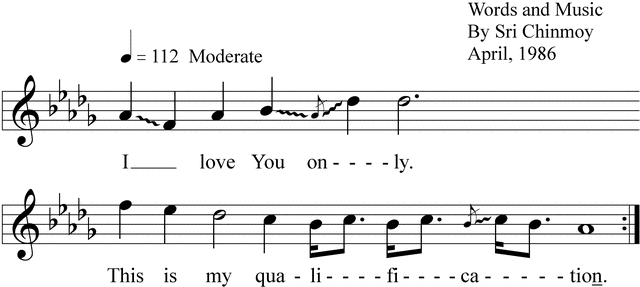 Words and Music
By Sri Chinmoy
April, 1986
♩ = 112 Moderate
I____ love You on - - - - ly.
This is my qua - li - - - - fi - - - - ca - - - - - tion.